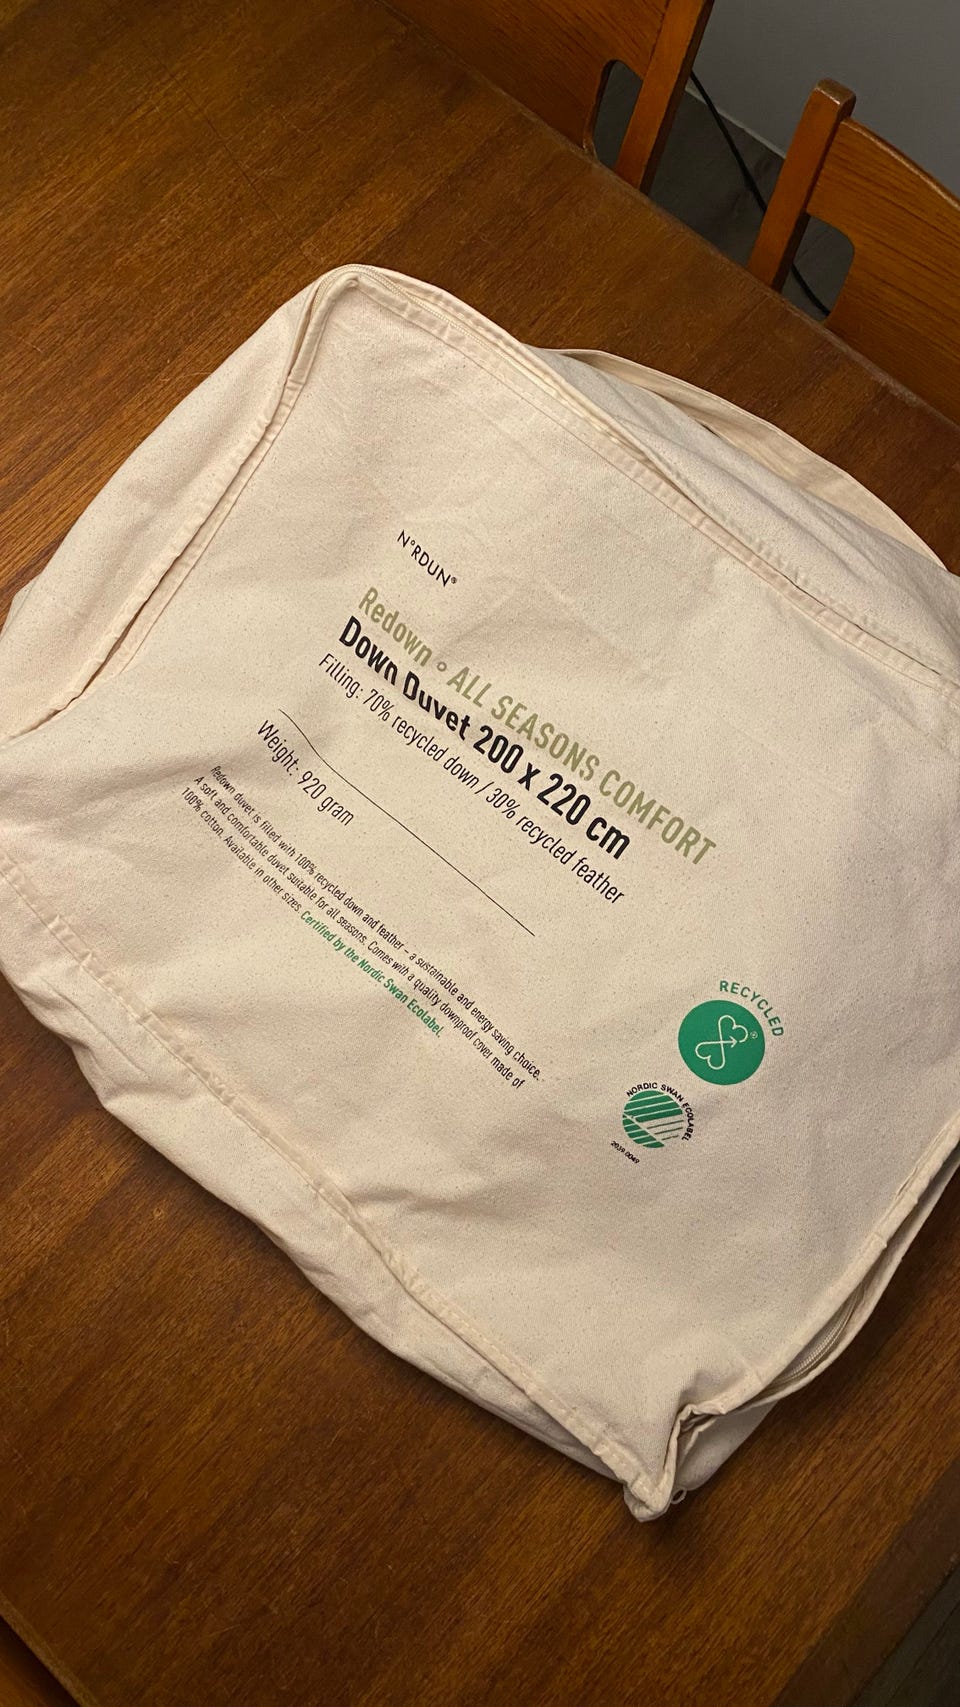 N°RDUN®
Redown ° ALL SEASONS COMFORT
Down Duvet 200 x 220 cm
Filling: 70% recycled down / 30% recycled feather
Weight: 920 gram
Redown duvet is filled with 100% recycled down and feather – a sustainable and energy saving choice.
A soft and comfortable duvet suitable for all seasons. Comes with a quality downproof cover made of
100% cotton. Available in other sizes. Certified by the Nordic Swan Ecolabel.
RECYCLED
®
NORDIC SWAN ECOLABEL
2039 0049